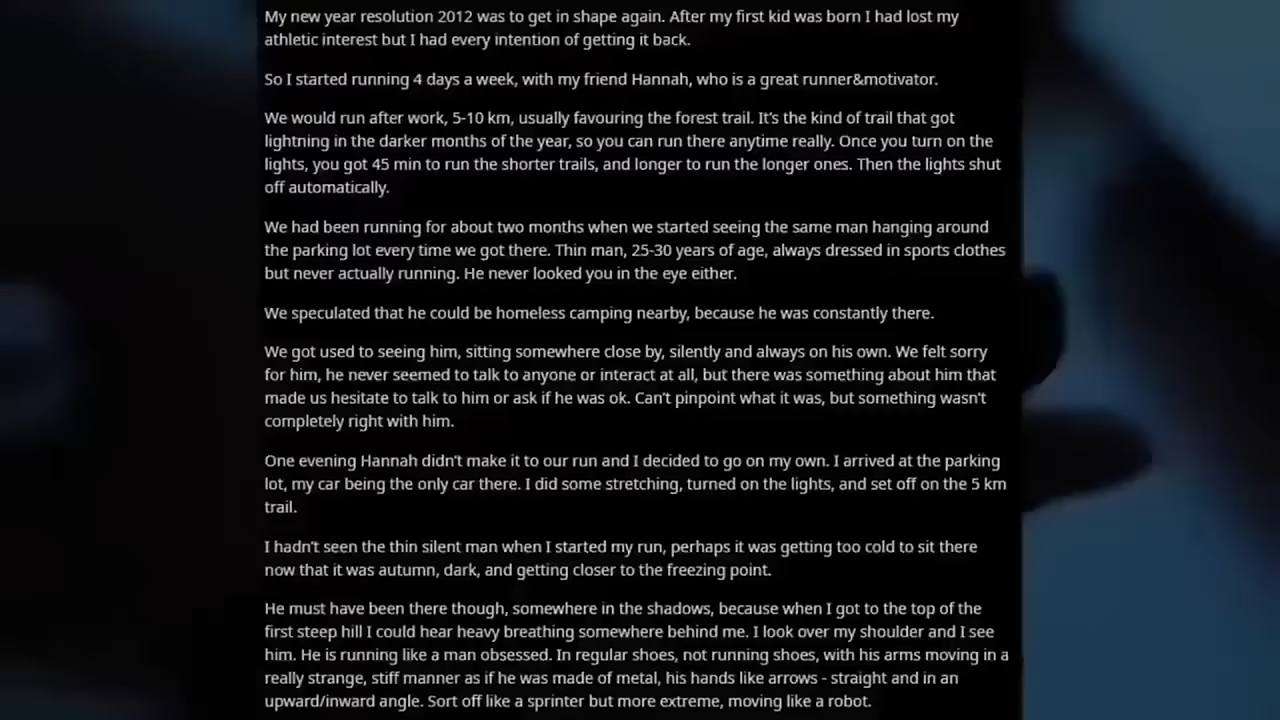 My new year resolution 2012 was to get in shape again. After my first kid was born I had lost my
athletic interest but I had every intention of getting it back.
So I started running 4 days a week, with my friend Hannah, who is a great runner&motivator.
We would run after work, 5-10 km, usually favouring the forest trail. It's the kind of trail that got
lightning in the darker months of the year, so you can run there anytime really. Once you turn on the
lights, you got 45 min to run the shorter trails, and longer to run the longer ones. Then the lights shut
off automatically.
We had been running for about two months when we started seeing the same man hanging around
the parking lot every time we got there. Thin man, 25-30 years of age, always dressed in sports clothes
but never actually running. He never looked you in the eye either.
We speculated that he could be homeless camping nearby, because he was constantly there.
We got used to seeing him, sitting somewhere close by, silently and always on his own. We felt sorry
for him, he never seemed to talk to anyone or interact at all, but there was something about him that
made us hesitate to talk to him or ask if he was ok. Can't pinpoint what it was, but something wasn't
completely right with him.
One evening Hannah didn't make it to our run and I decided to go on my own. I arrived at the parking
lot, my car being the only car there. I did some stretching, turned on the lights, and set off on the 5 km
trail.
I hadn't seen the thin silent man when I started my run, perhaps it was getting too cold to sit there
now that it was autumn, dark, and getting closer to the freezing point.
He must have been there though, somewhere in the shadows, because when I got to the top of the
first steep hill I could hear heavy breathing somewhere behind me. I look over my shoulder and I see
him. He is running like a man obsessed. In regular shoes, not running shoes, with his arms moving in a
really strange, stiff manner as if he was made of metal, his hands like arrows - straight and in an
upward/inward angle. Sort off like a sprinter but more extreme, moving like a robot.